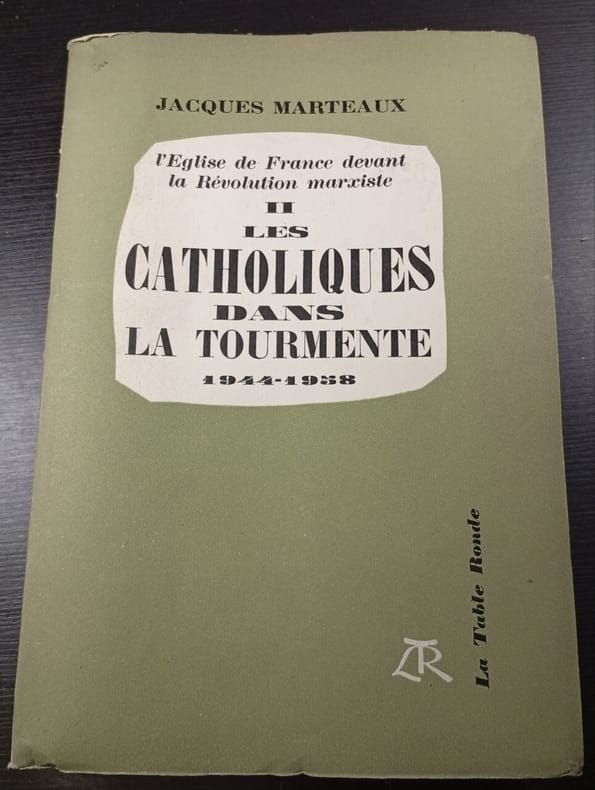 JACQUES MARTEAUX
l'Eglise de France devant
la Révolution marxiste
II
LES
CATHOLIQUES
DANS
LA TOURMENTE
1944-1958
La Table Ronde
LTR